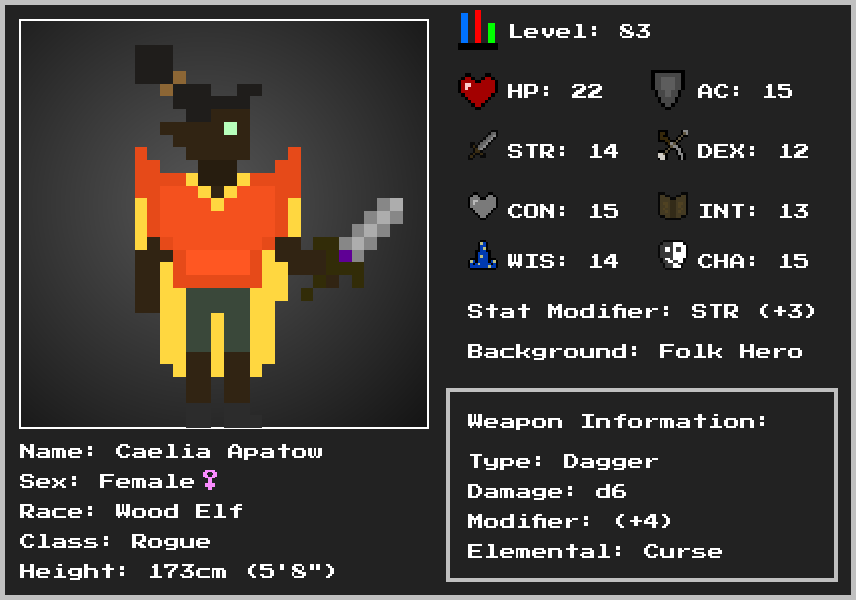 Level: 83
HP: 22
AC: 15
STR: 14
DEX: 12
CON: 15
INT: 13
WIS: 14
CHA: 15
Stat Modifier: STR (+3)
Background: Folk Hero
Weapon Information:
Type: Dagger
Damage: d6
Modifier: (+4)
Elemental: Curse
Name: Caelia Apatow
Sex: Female♀
Race: Wood Elf
Class: Rogue
Height: 173cm (5'8")